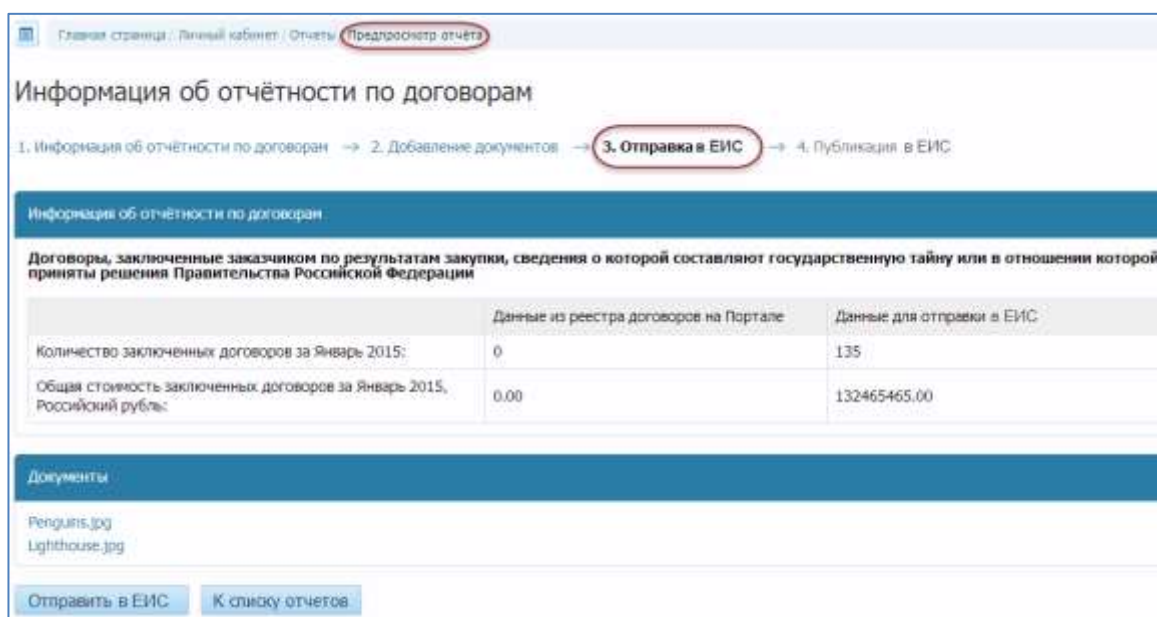 Главная страница / Личный кабинет / Отчеты / Предпросмотр отчёта
Информация об отчётности по договорам
1. Информация об отчётности по договорам → 2. Добавление документов → 3. Отправка в ЕИС → 4. Публикация в ЕИС
Информация об отчётности по договорам
Договоры, заключенные заказчиком по результатам закупки, сведения о которой составляют государственную тайну или в отношении которой
приняты решения Правительства Российской Федерации
Данные из реестра договоров на Портале Данные для отправки в ЕИС
Количество заключенных договоров за Январь 2015: 0 135
Общая стоимость заключенных договоров за Январь 2015,
Российский рубль: 0.00 132465465.00
Документы
Penguins.jpg
Lighthouse.jpg
Отправить в ЕИС К списку отчетов